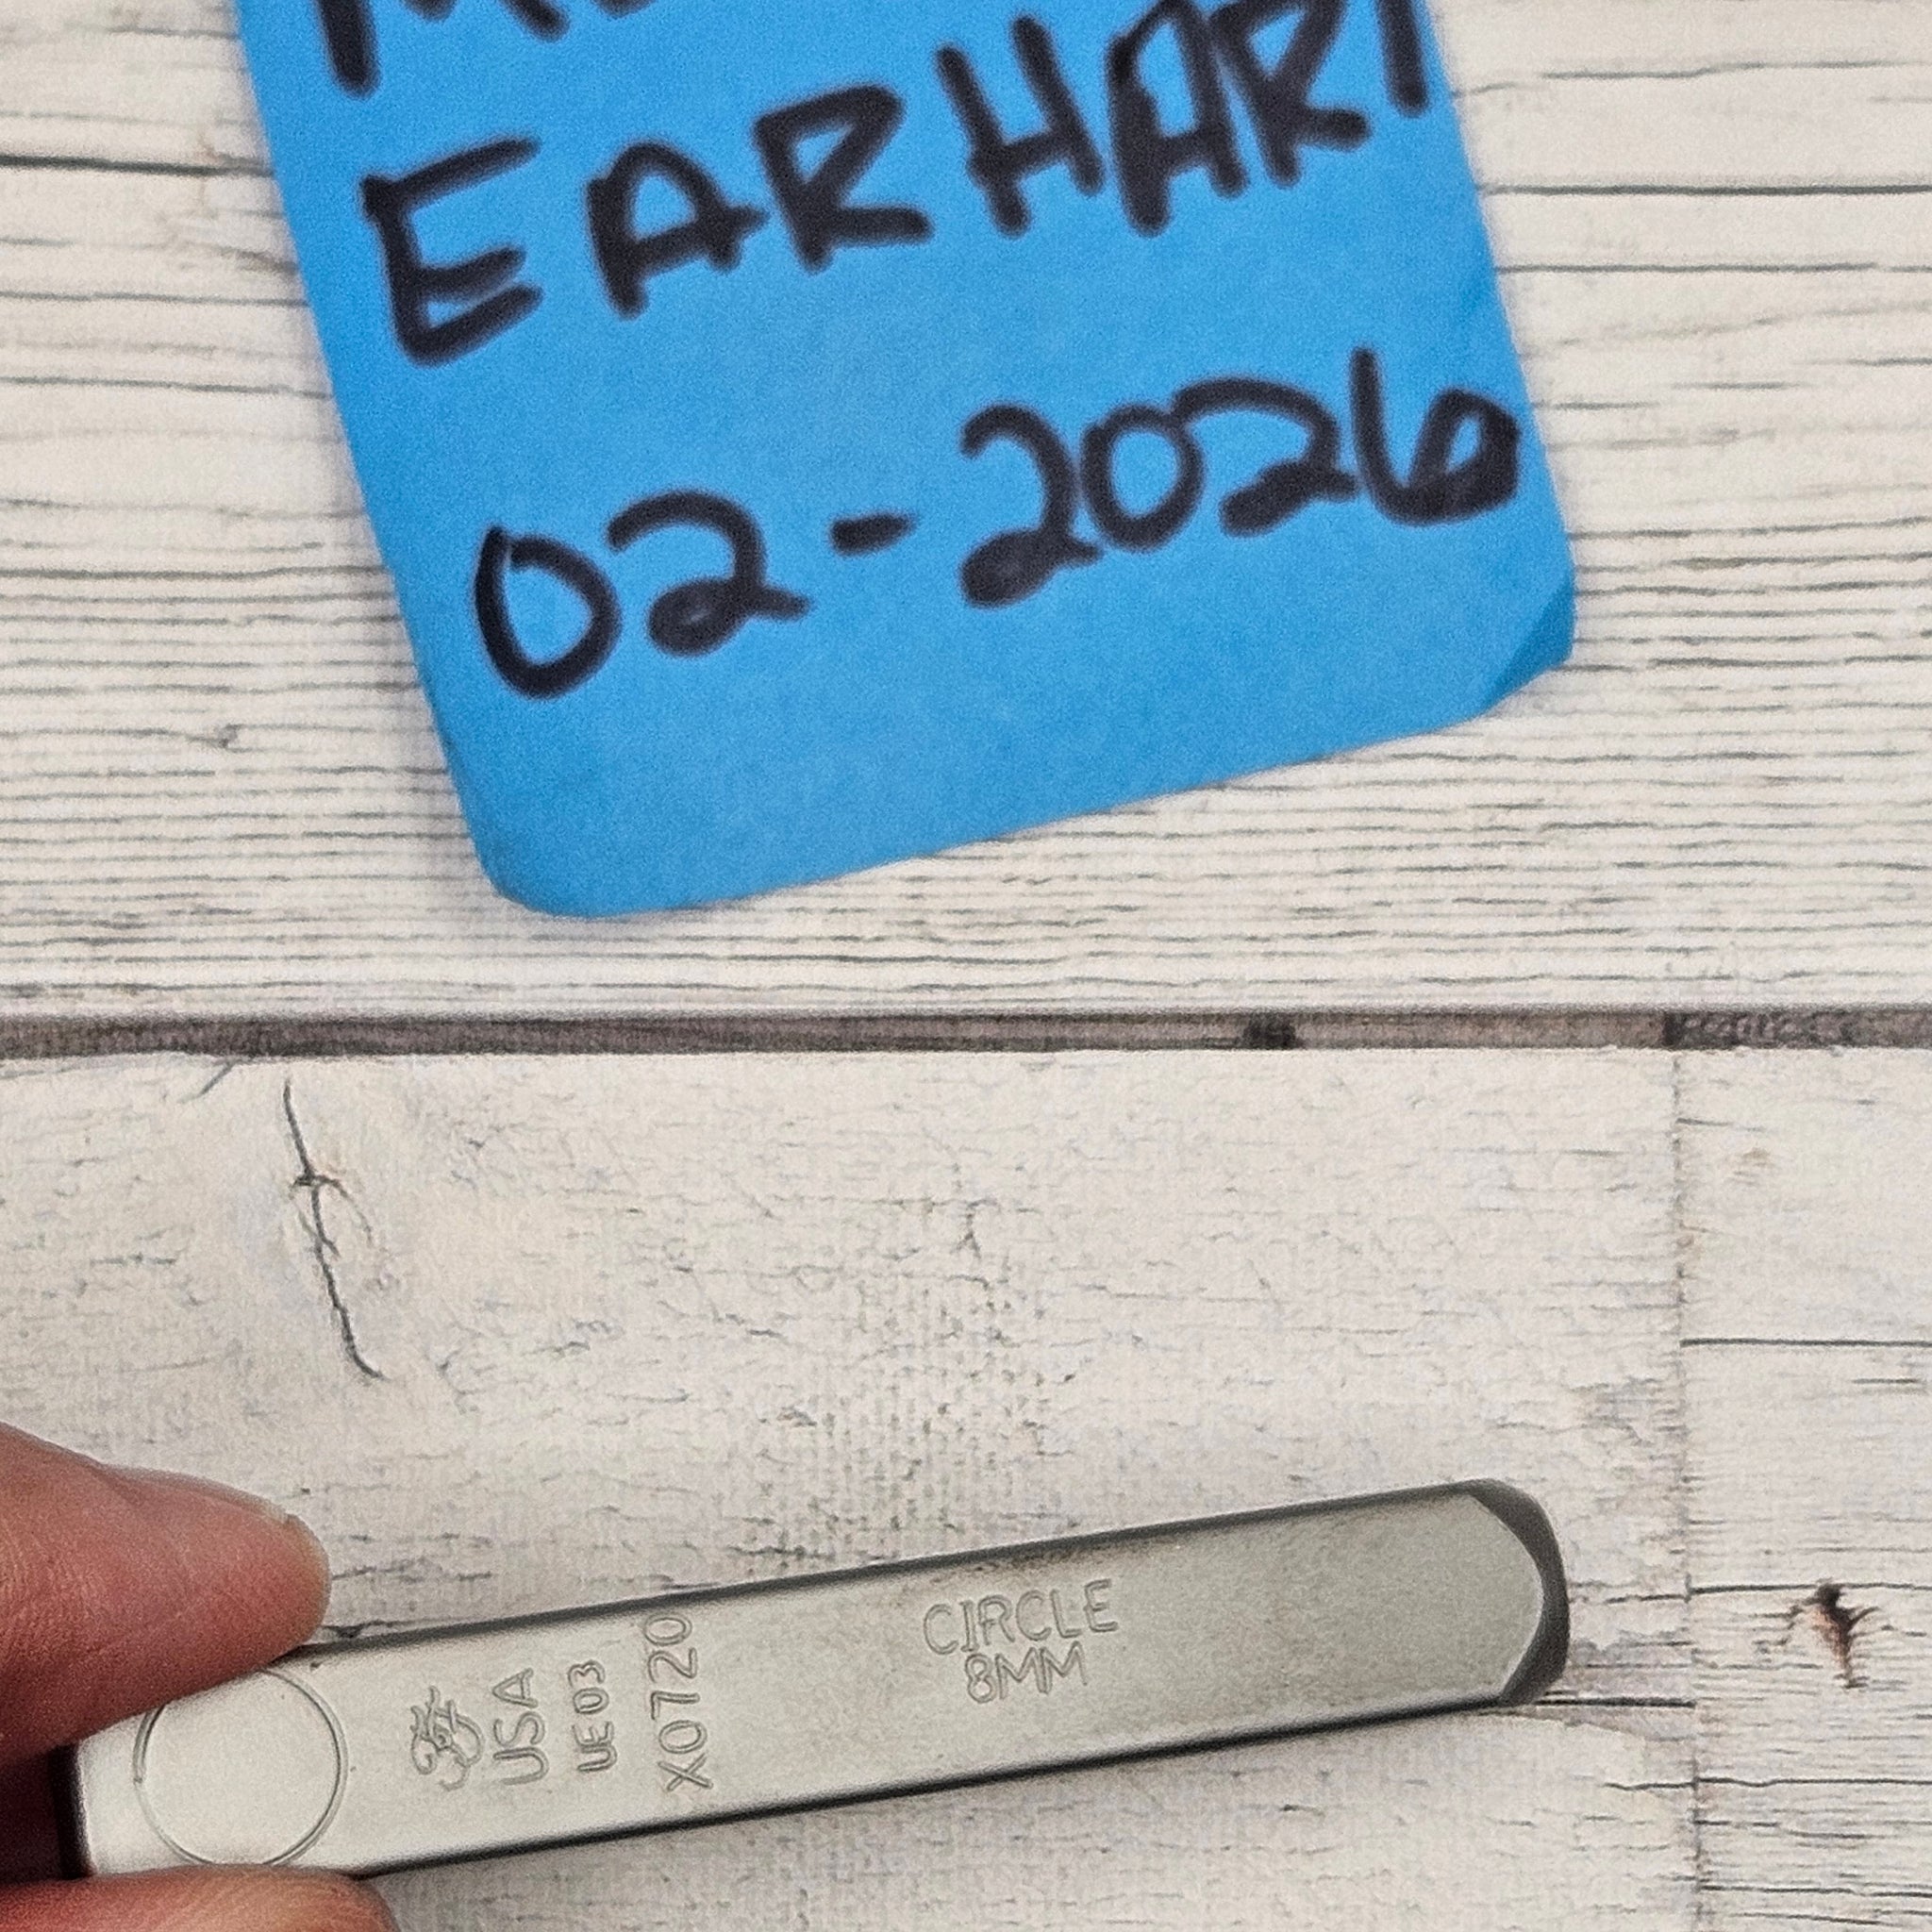 EARHART
02-2026
USA
UE03
X0720
CIRCLE
8MM